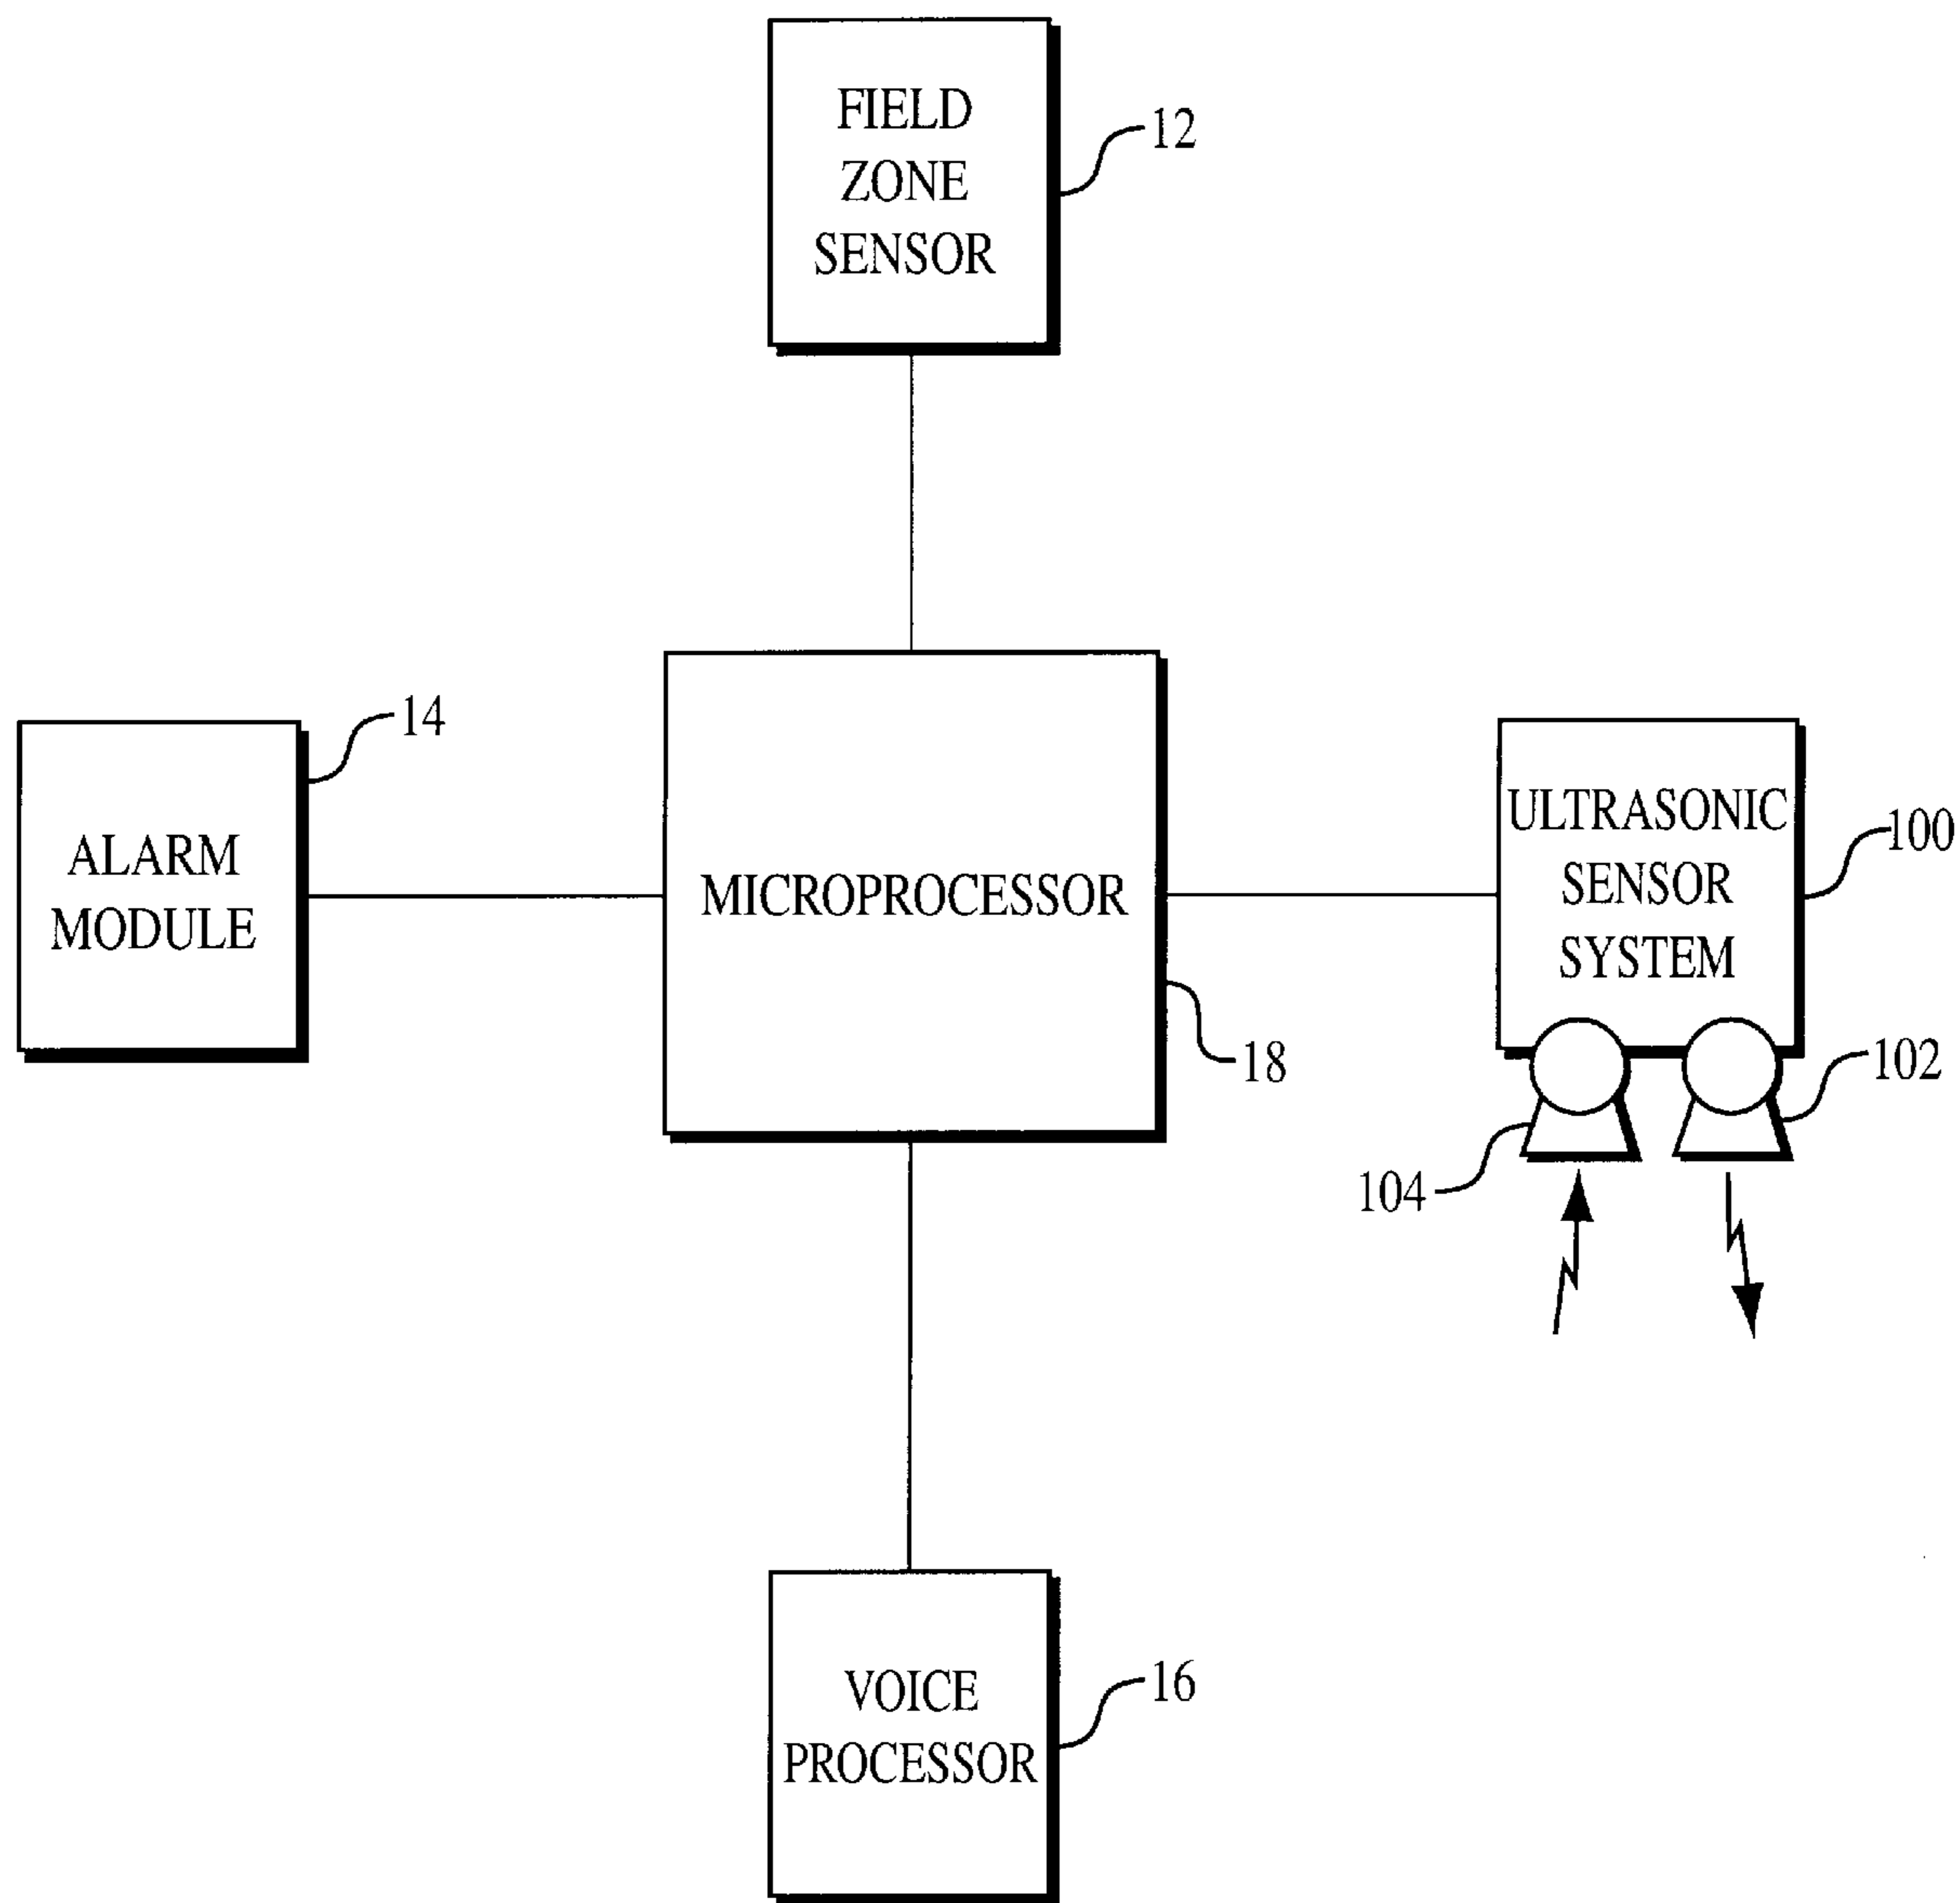 FIELD
ZONE
SENSOR
12
14
ALARM
MODULE
MICROPROCESSOR
18
ULTRASONIC
SENSOR
SYSTEM
100
102
104
VOICE
PROCESSOR
16